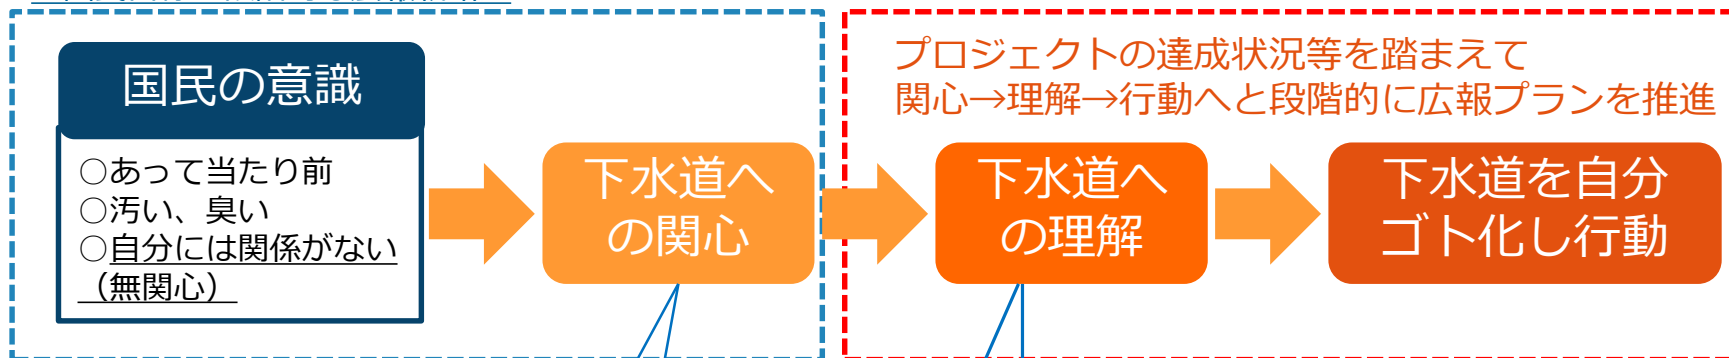 国民の意識
○あって当たり前
○汚い、臭い
○自分には関係がない
（無関心）
下水道へ
の関心
プロジェクトの達成状況等を踏まえて
関心→理解→行動へと段階的に広報プランを推進
下水道へ
の理解
下水道を自分
ゴト化し行動